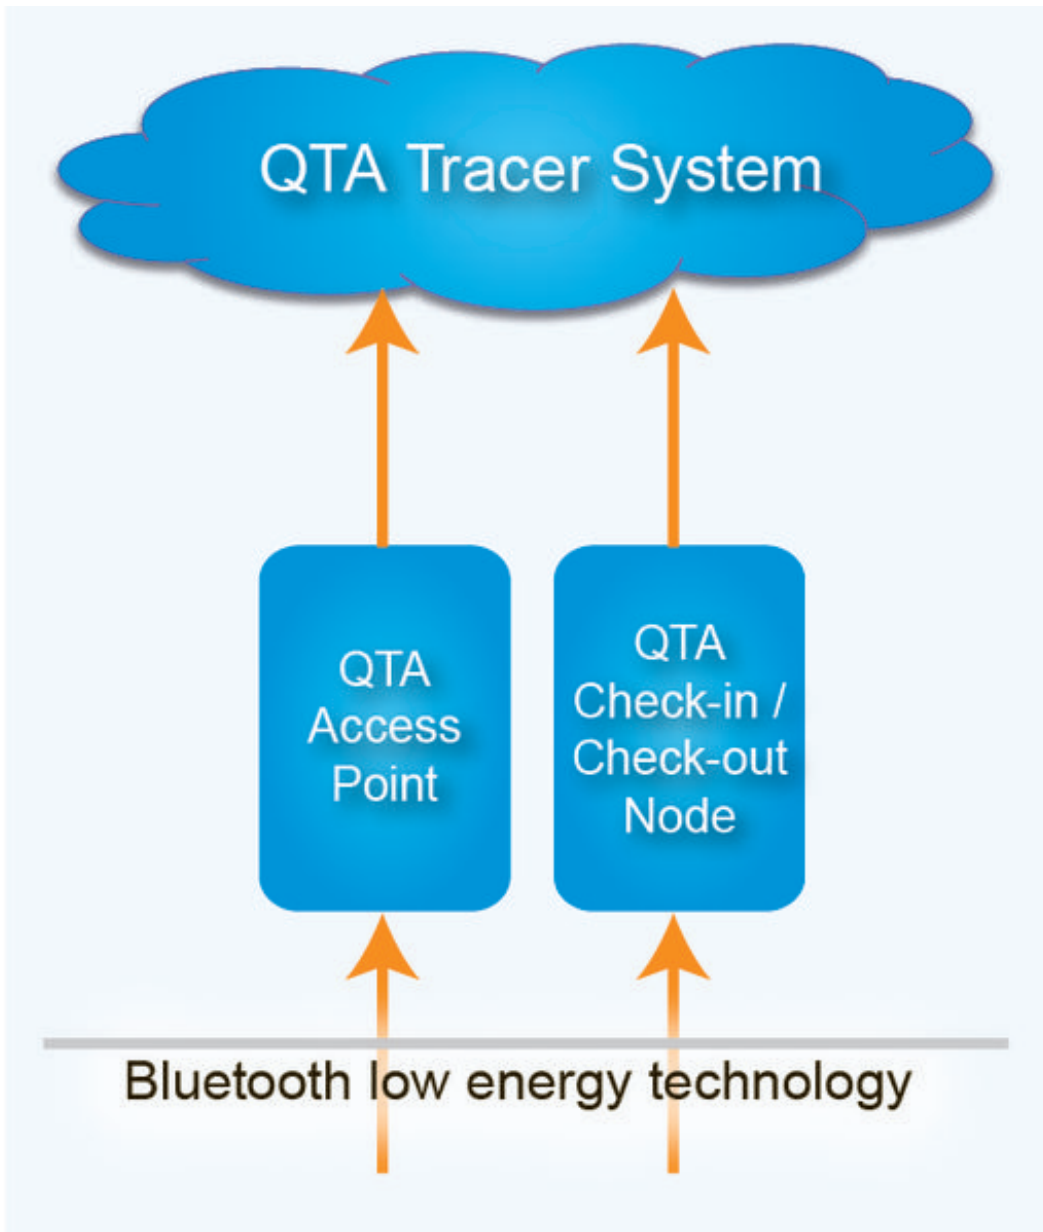 QTA Tracer System
QTA
Access
Point
QTA
Check-in /
Check-out
Node
Bluetooth low energy technology